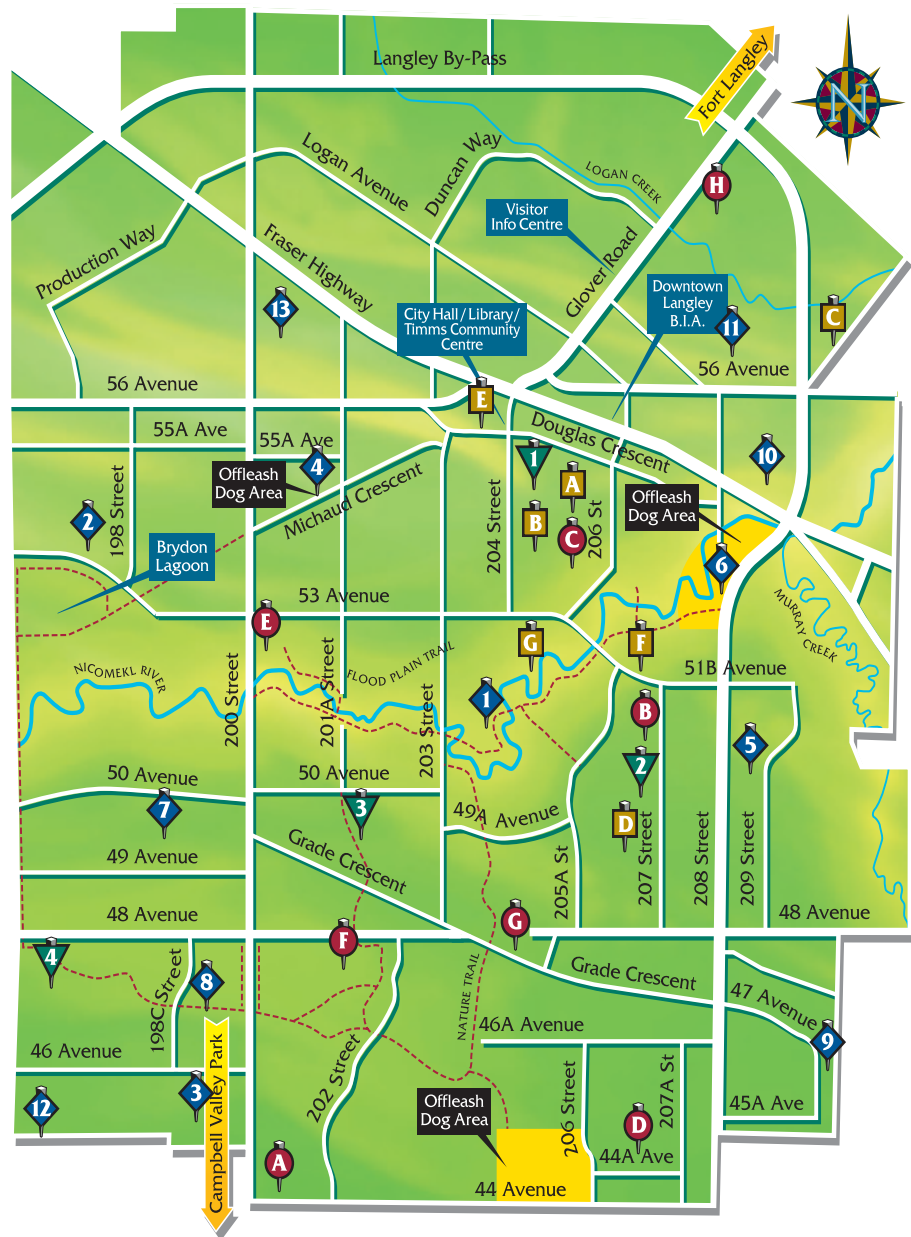 Langley By-Pass
Fort Langley
N
Logan Avenue
Duncan Way
LOGAN CREEK
H
Visitor
Info Centre
Production Way
Fraser Highway
Glover Road
13
City Hall / Library /
Timms Community
Centre
Downtown
Langley
B.I.A.
11
C
56 Avenue
56 Avenue
E
55A Ave
55A Ave
Douglas Crescent
4
Offleash
Dog Area
Michaud Crescent
1
A
10
198 Street
2
204 Street
B
C
206 St
Offleash
Dog Area
Brydon
Lagoon
6
53 Avenue
E
MURRAY CREEK
G
F
NICOMEKL RIVER
FLOOD PLAIN TRAIL
51B Avenue
200 Street
201A Street
203 Street
1
B
5
50 Avenue
50 Avenue
2
7
3
49A Avenue
D
49 Avenue
Grade Crescent
205A St
207 Street
208 Street
209 Street
48 Avenue
G
48 Avenue
4
F
198C Street
8
NATURE TRAIL
Grade Crescent
47 Avenue
46A Avenue
9
46 Avenue
202 Street
3
12
Campbell Valley Park
Offleash
Dog Area
206 Street
207A St
45A Ave
D
A
44A Ave
44 Avenue